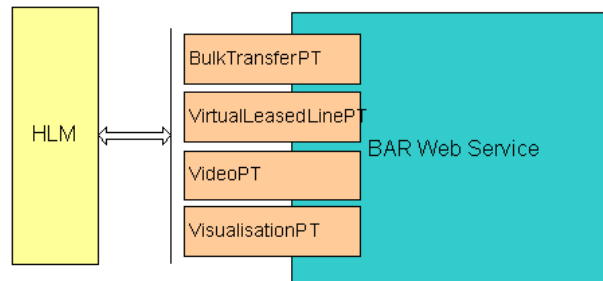 BulkTransferPT
VirtualLeasedLinePT
HLM
BAR Web Service
VideoPT
VisualisationPT